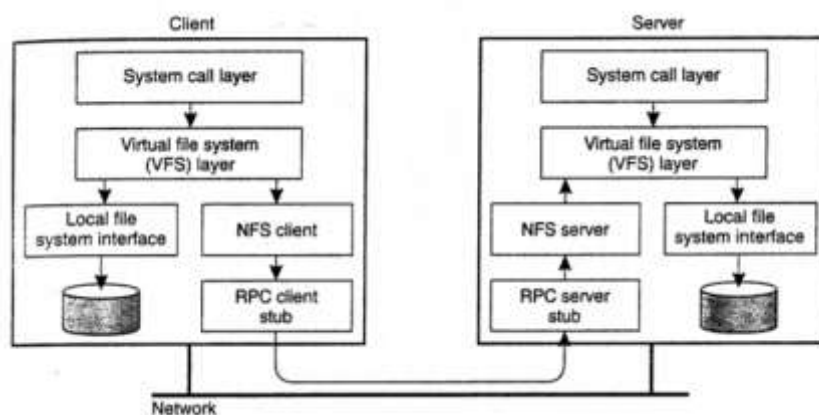 Client
Server
System call layer
Virtual file system
(VFS) layer
Local file
system interface
NFS client
RPC client
stub
System call layer
Virtual file system
(VFS) layer
NFS server
Local file
system interface
RPC server
stub
Network